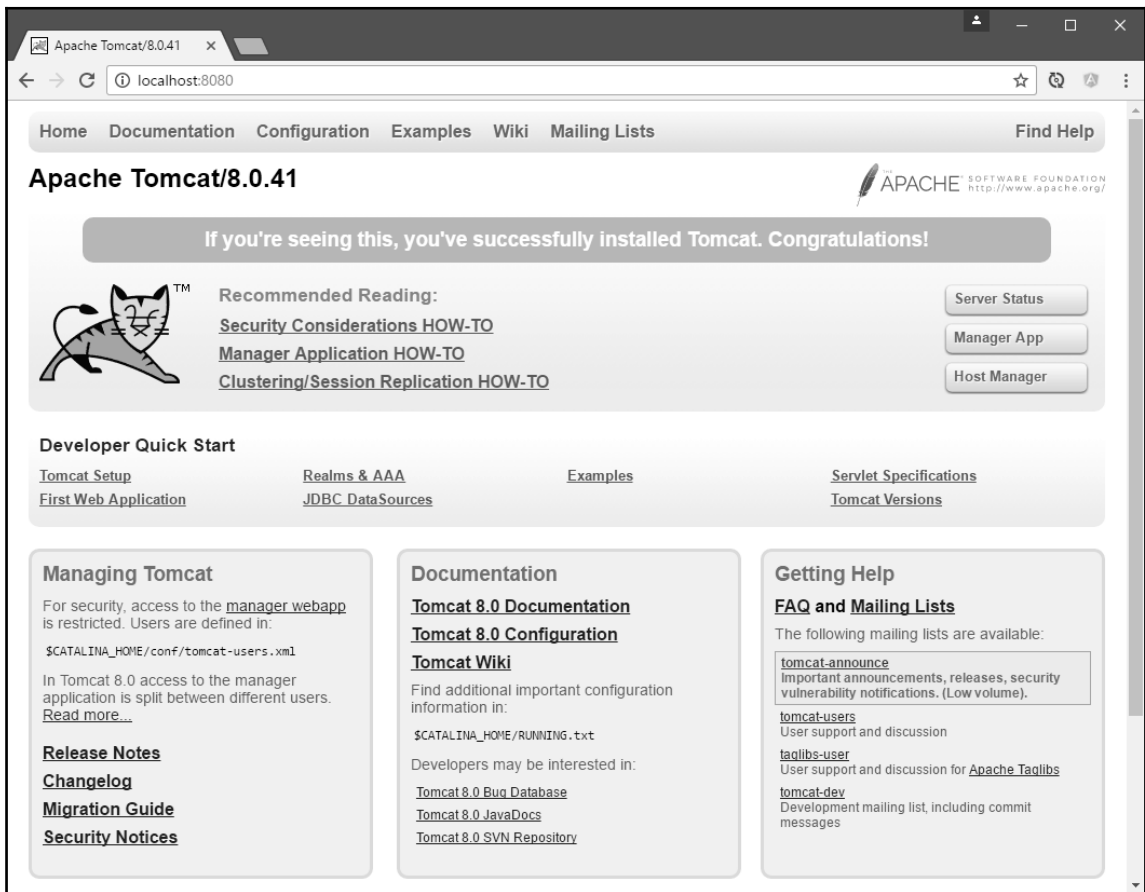 Apache Tomcat/8.0.41
localhost:8080
Home Documentation Configuration Examples Wiki Mailing Lists Find Help
Apache Tomcat/8.0.41
THE APACHE™ SOFTWARE FOUNDATION
http://www.apache.org/
If you're seeing this, you've successfully installed Tomcat. Congratulations!
TM
Recommended Reading:
Security Considerations HOW-TO
Manager Application HOW-TO
Clustering/Session Replication HOW-TO
Server Status
Manager App
Host Manager
Developer Quick Start
Tomcat Setup
First Web Application
Realms & AAA
JDBC DataSources
Examples
Servlet Specifications
Tomcat Versions
Managing Tomcat
For security, access to the manager webapp
is restricted. Users are defined in:
$CATALINA_HOME/conf/tomcat-users.xml
In Tomcat 8.0 access to the manager
application is split between different users.
Read more...
Release Notes
Changelog
Migration Guide
Security Notices
Documentation
Tomcat 8.0 Documentation
Tomcat 8.0 Configuration
Tomcat Wiki
Find additional important configuration
information in:
$CATALINA_HOME/RUNNING.txt
Developers may be interested in:
Tomcat 8.0 Bug Database
Tomcat 8.0 JavaDocs
Tomcat 8.0 SVN Repository
Getting Help
FAQ and Mailing Lists
The following mailing lists are available:
tomcat-announce
Important announcements, releases, security
vulnerability notifications. (Low volume).
tomcat-users
User support and discussion
taglibs-user
User support and discussion for Apache Taglibs
tomcat-dev
Development mailing list, including commit
messages